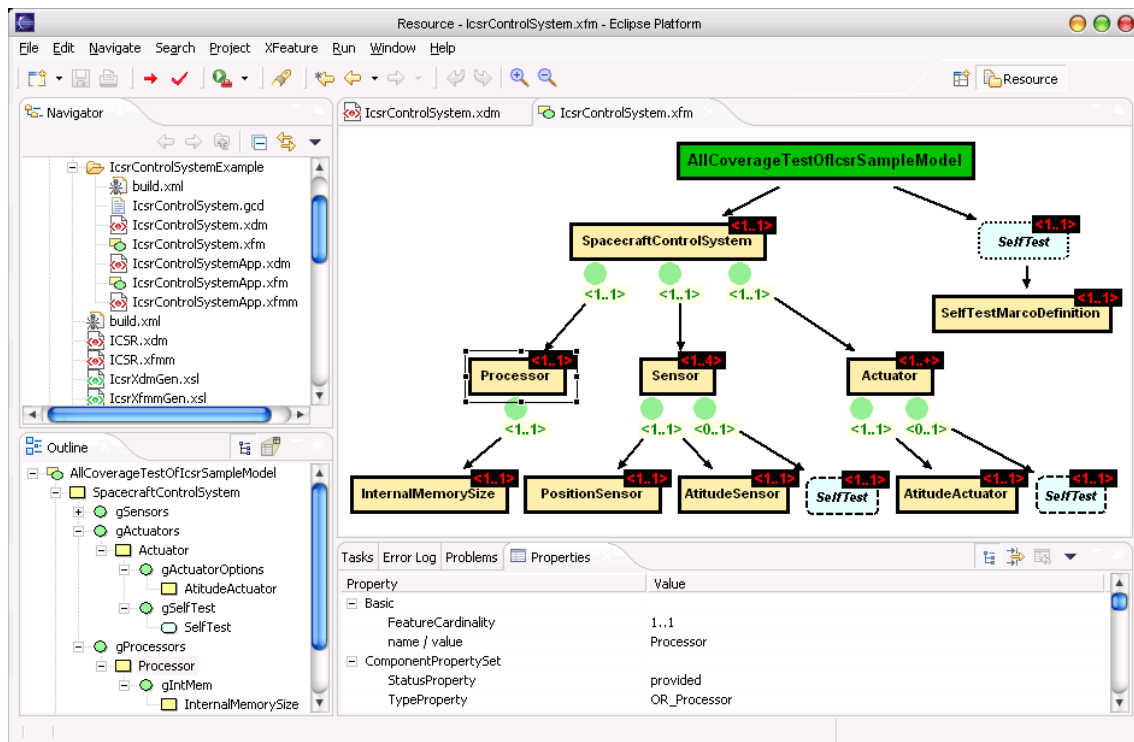 Resource - IcsrControlSystem.xfm - Eclipse Platform
File Edit Navigate Search Project XFeature Run Window Help
Resource
Navigator
IcsrControlSystemExample
build.xml
IcsrControlSystem.gcd
IcsrControlSystem.xdm
IcsrControlSystem.xfm
IcsrControlSystemApp.xdm
IcsrControlSystemApp.xfm
IcsrControlSystemApp.xfmm
build.xml
ICSR.xdm
ICSR.xfmm
IcsrXdmGen.xsl
IcsrXfmmGen.xsl
Outline
AllCoverageTestOfIcsrSampleModel
SpacecraftControlSystem
gSensors
gActuators
Actuator
gActuatorOptions
AtitudeActuator
gSelfTest
SelfTest
gProcessors
Processor
gIntMem
InternalMemorySize
IcsrControlSystem.xdm IcsrControlSystem.xfm
AllCoverageTestOfIcsrSampleModel
<1..1> <1..1>
SpacecraftControlSystem SelfTest
<1..1> <1..1> <1..1>
<1..1>
SelfTestMarcoDefinition
<1..1> <1..4> <1..+>
Processor Sensor Actuator
<1..1> <1..1> <0..1> <1..1> <0..1>
<1..1> <1..1> <1..1> <1..1> <1..1> <1..1>
InternalMemorySize PositionSensor AtitudeSensor SelfTest AtitudeActuator SelfTest
Tasks Error Log Problems Properties
Property Value
Basic
FeatureCardinality 1..1
name / value Processor
ComponentPropertySet
StatusProperty provided
TypeProperty OR_Processor